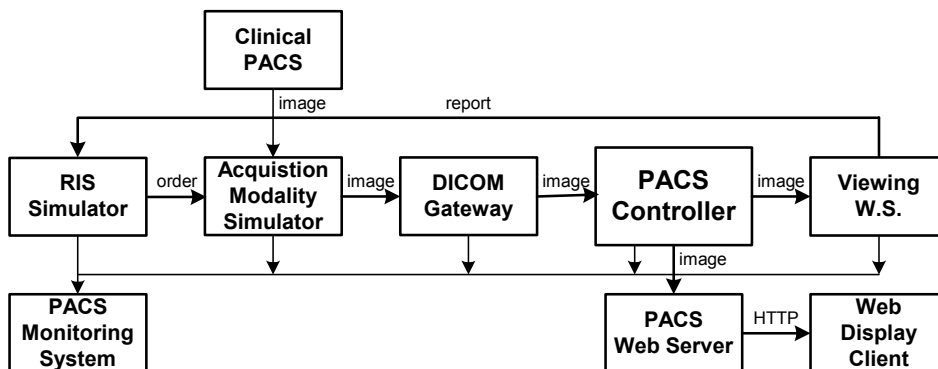 Clinical
PACS
image
report
RIS
Simulator
order
Acquistion
Modality
Simulator
image
DICOM
Gateway
image
PACS
Controller
image
Viewing
W.S.
image
PACS
Monitoring
System
PACS
Web Server
HTTP
Web
Display
Client